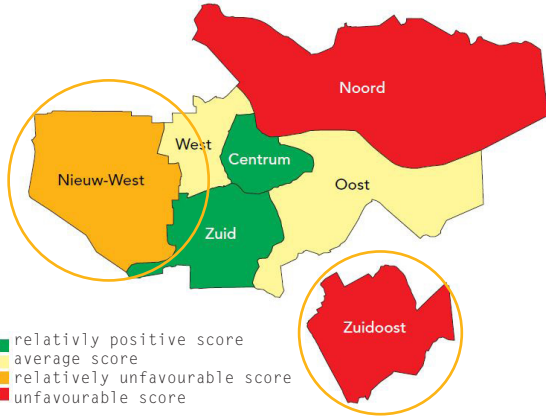 Noord
West
Centrum
Nieuw-West
Oost
Zuid
Zuidoost
relativly positive score
average score
relatively unfavourable score
unfavourable score